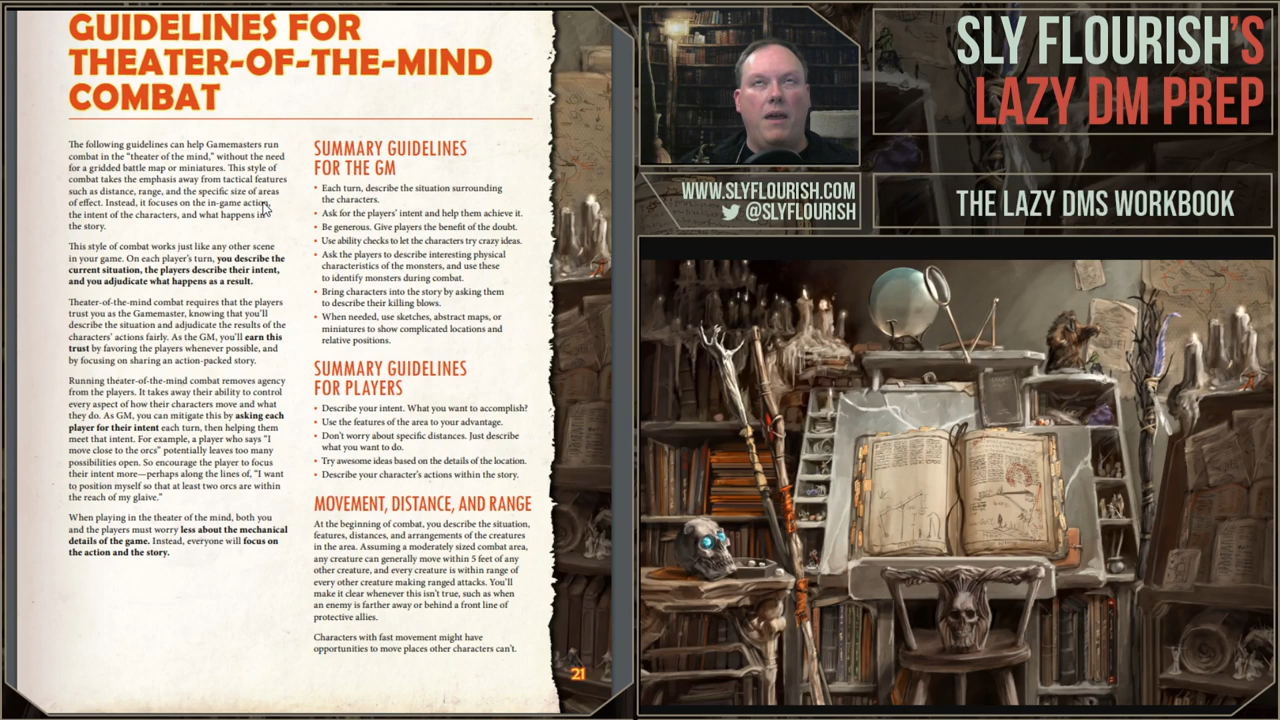 GUIDELINES FOR
THEATER-OF-THE-MIND
COMBAT
The following guidelines can help Gamemasters run
combat in the “theater of the mind,” without the need
for a gridded battle map or miniatures. This style of
combat takes the emphasis away from tactical features
such as distance, range, and the specific size of areas
of effect. Instead, it focuses on the in-game action,
the intent of the characters, and what happens in
the story.
This style of combat works just like any other scene
in your game. On each player’s turn, you describe the
current situation, the players describe their intent,
and you adjudicate what happens as a result.
Theater-of-the-mind combat requires that the players
trust you as the Gamemaster, knowing that you’ll
describe the situation and adjudicate the results of the
characters’ actions fairly. As the GM, you’ll earn this
trust by favoring the players whenever possible, and
by focusing on sharing an action-packed story.
Running theater-of-the-mind combat removes agency
from the players. It takes away their ability to control
every aspect of how their characters move and what
they do. As GM, you can mitigate this by asking each
player for their intent each turn, then helping them
meet that intent. For example, a player who says “I
move close to the orcs” potentially leaves too many
possibilities open. So encourage the player to focus
their intent more—perhaps along the lines of, “I want
to position myself so that at least two orcs are within
the reach of my glaive.”
When playing in the theater of the mind, both you
and the players must worry less about the mechanical
details of the game. Instead, everyone will focus on
the action and the story.
SUMMARY GUIDELINES
FOR THE GM
• Each turn, describe the situation surrounding
the characters.
• Ask for the players’ intent and help them achieve it.
• Be generous. Give players the benefit of the doubt.
• Use ability checks to let the characters try crazy ideas.
• Ask the players to describe interesting physical
characteristics of the monsters, and use these
to identify monsters during combat.
• Bring characters into the story by asking them
to describe their killing blows.
• When needed, use sketches, abstract maps, or
miniatures to show complicated locations and
relative positions.
SUMMARY GUIDELINES
FOR PLAYERS
• Describe your intent. What you want to accomplish?
• Use the features of the area to your advantage.
• Don’t worry about specific distances. Just describe
what you want to do.
• Try awesome ideas based on the details of the location.
• Describe your character’s actions within the story.
MOVEMENT, DISTANCE, AND RANGE
At the beginning of combat, you describe the situation,
features, distances, and arrangements of the creatures
in the area. Assuming a moderately sized combat area,
any creature can generally move within 5 feet of any
other creature, and every creature is within range of
every other creature making ranged attacks. You’ll
make it clear whenever this isn’t true, such as when
an enemy is farther away or behind a front line of
protective allies.
Characters with fast movement might have
opportunities to move places other characters can’t.
21
SLY FLOURISH’S
LAZY DM PREP
WWW.SLYFLOURISH.COM
@SLYFLOURISH
THE LAZY DMS WORKBOOK